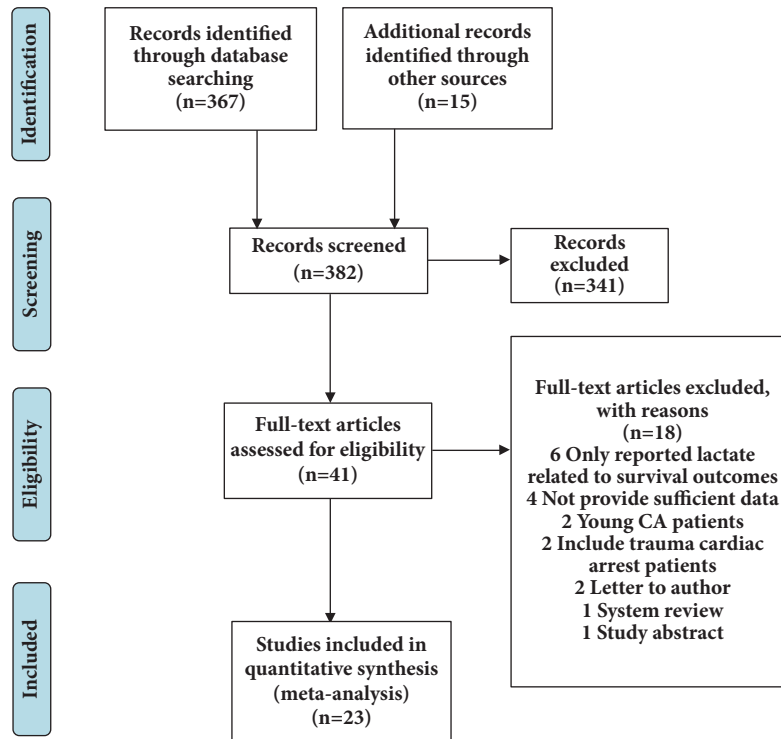 Identification
Records identified
through database
searching
(n=367)
Additional records
identified through
other sources
(n=15)
Screening
Records screened
(n=382)
Records
excluded
(n=341)
Eligibility
Full-text articles
assessed for eligibility
(n=41)
Full-text articles excluded,
with reasons
(n=18)
6 Only reported lactate
related to survival outcomes
4 Not provide sufficient data
2 Young CA patients
2 Include trauma cardiac
arrest patients
2 Letter to author
1 System review
1 Study abstract
Included
Studies included in
quantitative synthesis
(meta-analysis)
(n=23)